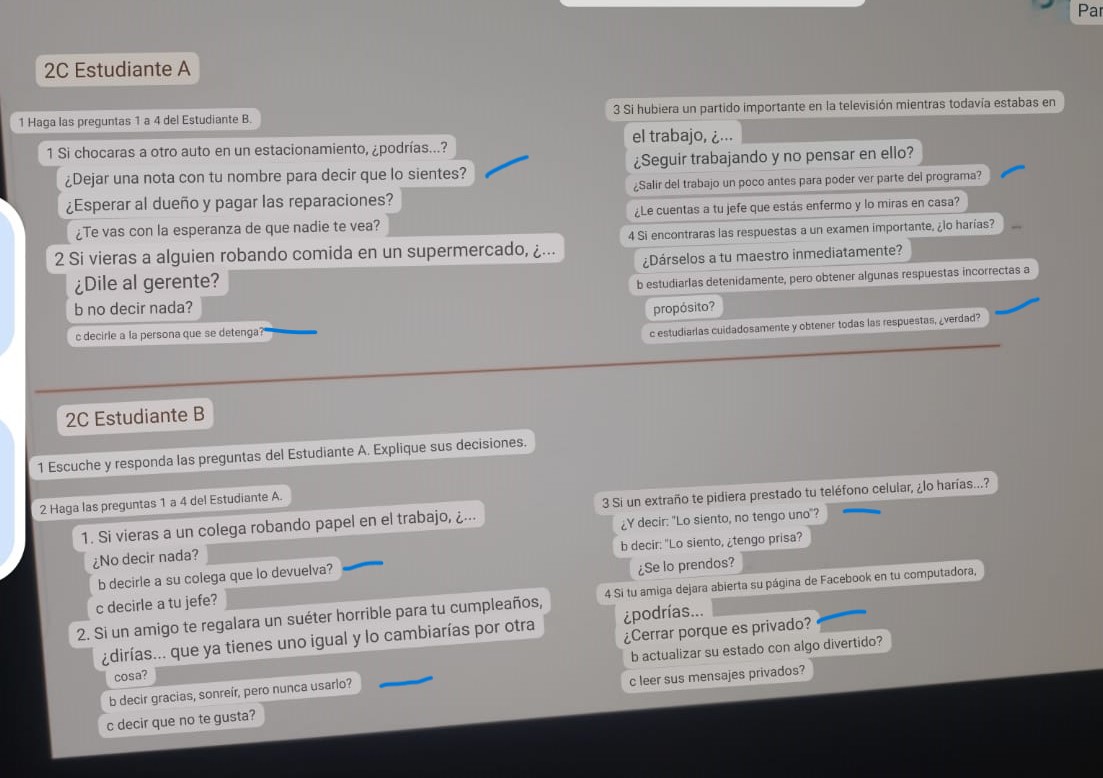 Par
2C Estudiante A
1 Haga las preguntas 1 a 4 del Estudiante B.
1 Si chocaras a otro auto en un estacionamiento, ¿podrías...?
¿Dejar una nota con tu nombre para decir que lo sientes?
¿Esperar al dueño y pagar las reparaciones?
¿Te vas con la esperanza de que nadie te vea?
2 Si vieras a alguien robando comida en un supermercado, ¿...
¿Dile al gerente?
b no decir nada?
c decirle a la persona que se detenga?
3 Si hubiera un partido importante en la televisión mientras todavía estabas en
el trabajo, ¿...
¿Seguir trabajando y no pensar en ello?
¿Salir del trabajo un poco antes para poder ver parte del programa?
¿Le cuentas a tu jefe que estás enfermo y lo miras en casa?
4 Si encontraras las respuestas a un examen importante, ¿lo harías?
¿Dárselos a tu maestro inmediatamente?
b estudiarlas detenidamente, pero obtener algunas respuestas incorrectas a
propósito?
c estudiarlas cuidadosamente y obtener todas las respuestas, ¿verdad?
2C Estudiante B
1 Escuche y responda las preguntas del Estudiante A. Explique sus decisiones.
2 Haga las preguntas 1 a 4 del Estudiante A.
1. Si vieras a un colega robando papel en el trabajo, ¿...
¿No decir nada?
b decirle a su colega que lo devuelva?
c decirle a tu jefe?
2. Si un amigo te regalara un suéter horrible para tu cumpleaños,
¿dirías... que ya tienes uno igual y lo cambiarías por otra
cosa?
b decir gracias, sonreír, pero nunca usarlo?
c decir que no te gusta?
3 Si un extraño te pidiera prestado tu teléfono celular, ¿lo harías...?
¿Y decir: "Lo siento, no tengo uno"?
b decir: "Lo siento, ¿tengo prisa?
¿Se lo prendos?
4 Si tu amiga dejara abierta su página de Facebook en tu computadora,
¿podrías...
¿Cerrar porque es privado?
b actualizar su estado con algo divertido?
c leer sus mensajes privados?